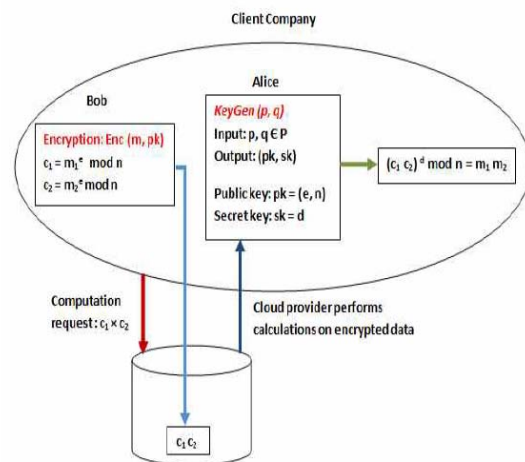 Client Company
Bob
Encryption: Enc (m, pk)
c₁ = m₁ᵉ mod n
c₂ = m₂ᵉ mod n
Alice
KeyGen (p, q)
Input: p, q ∈ P
Output: (pk, sk)
Public key: pk = (e, n)
Secret key: sk = d
(c₁ c₂)ᵈ mod n = m₁ m₂
Computation
request: c₁ × c₂
Cloud provider performs
calculations on encrypted data
c₁ c₂